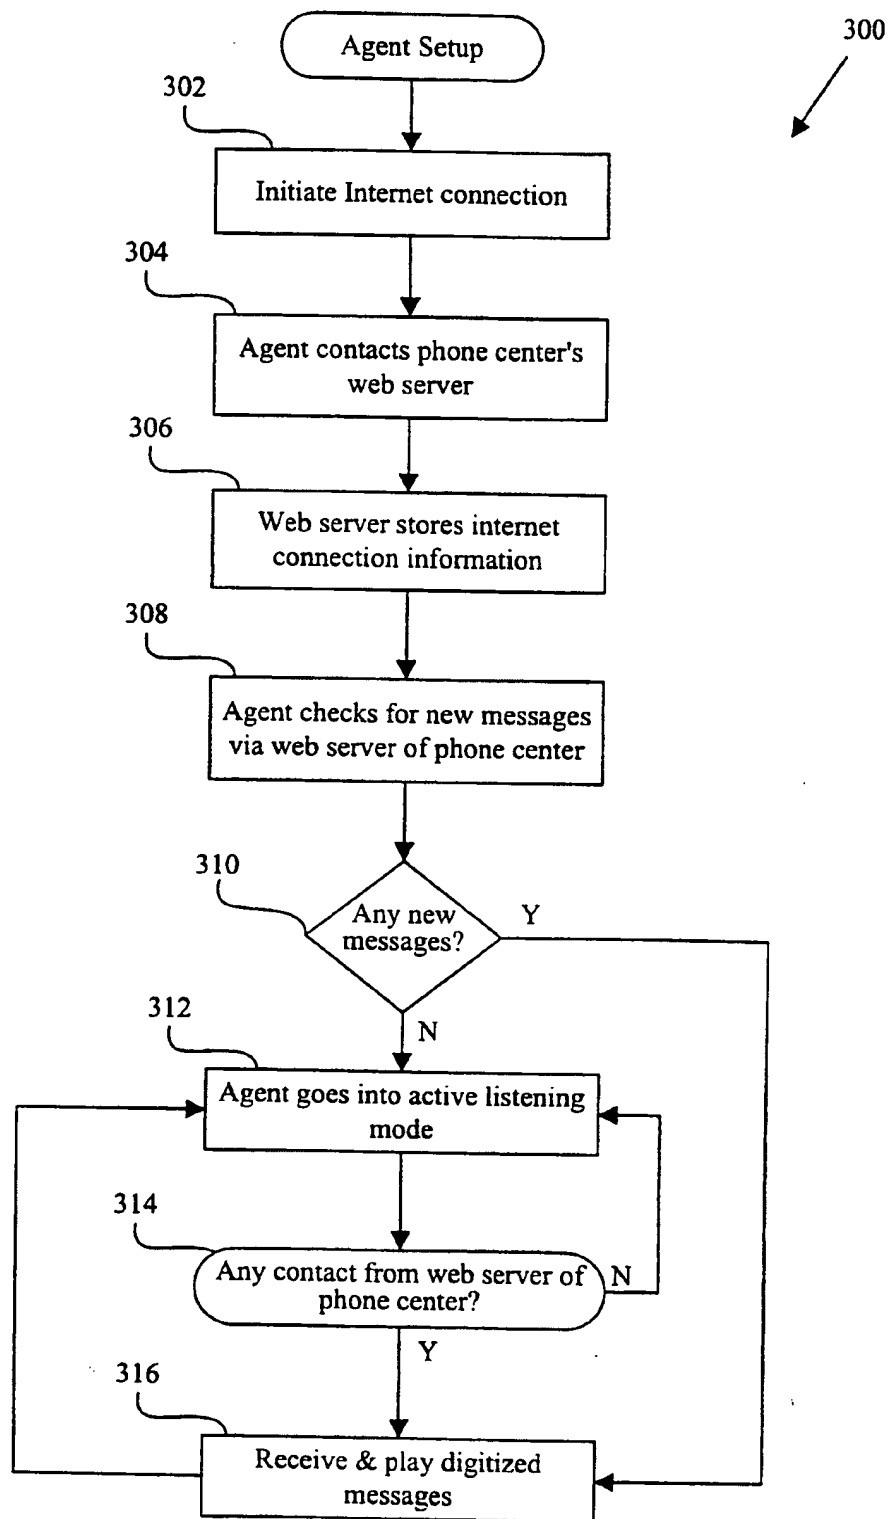 Agent Setup
300
302
Initiate Internet connection
304
Agent contacts phone center's
web server
306
Web server stores internet
connection information
308
Agent checks for new messages
via web server of phone center
310
Any new
messages?
Y
N
312
Agent goes into active listening
mode
314
Any contact from web server of
phone center?
N
Y
316
Receive & play digitized
messages